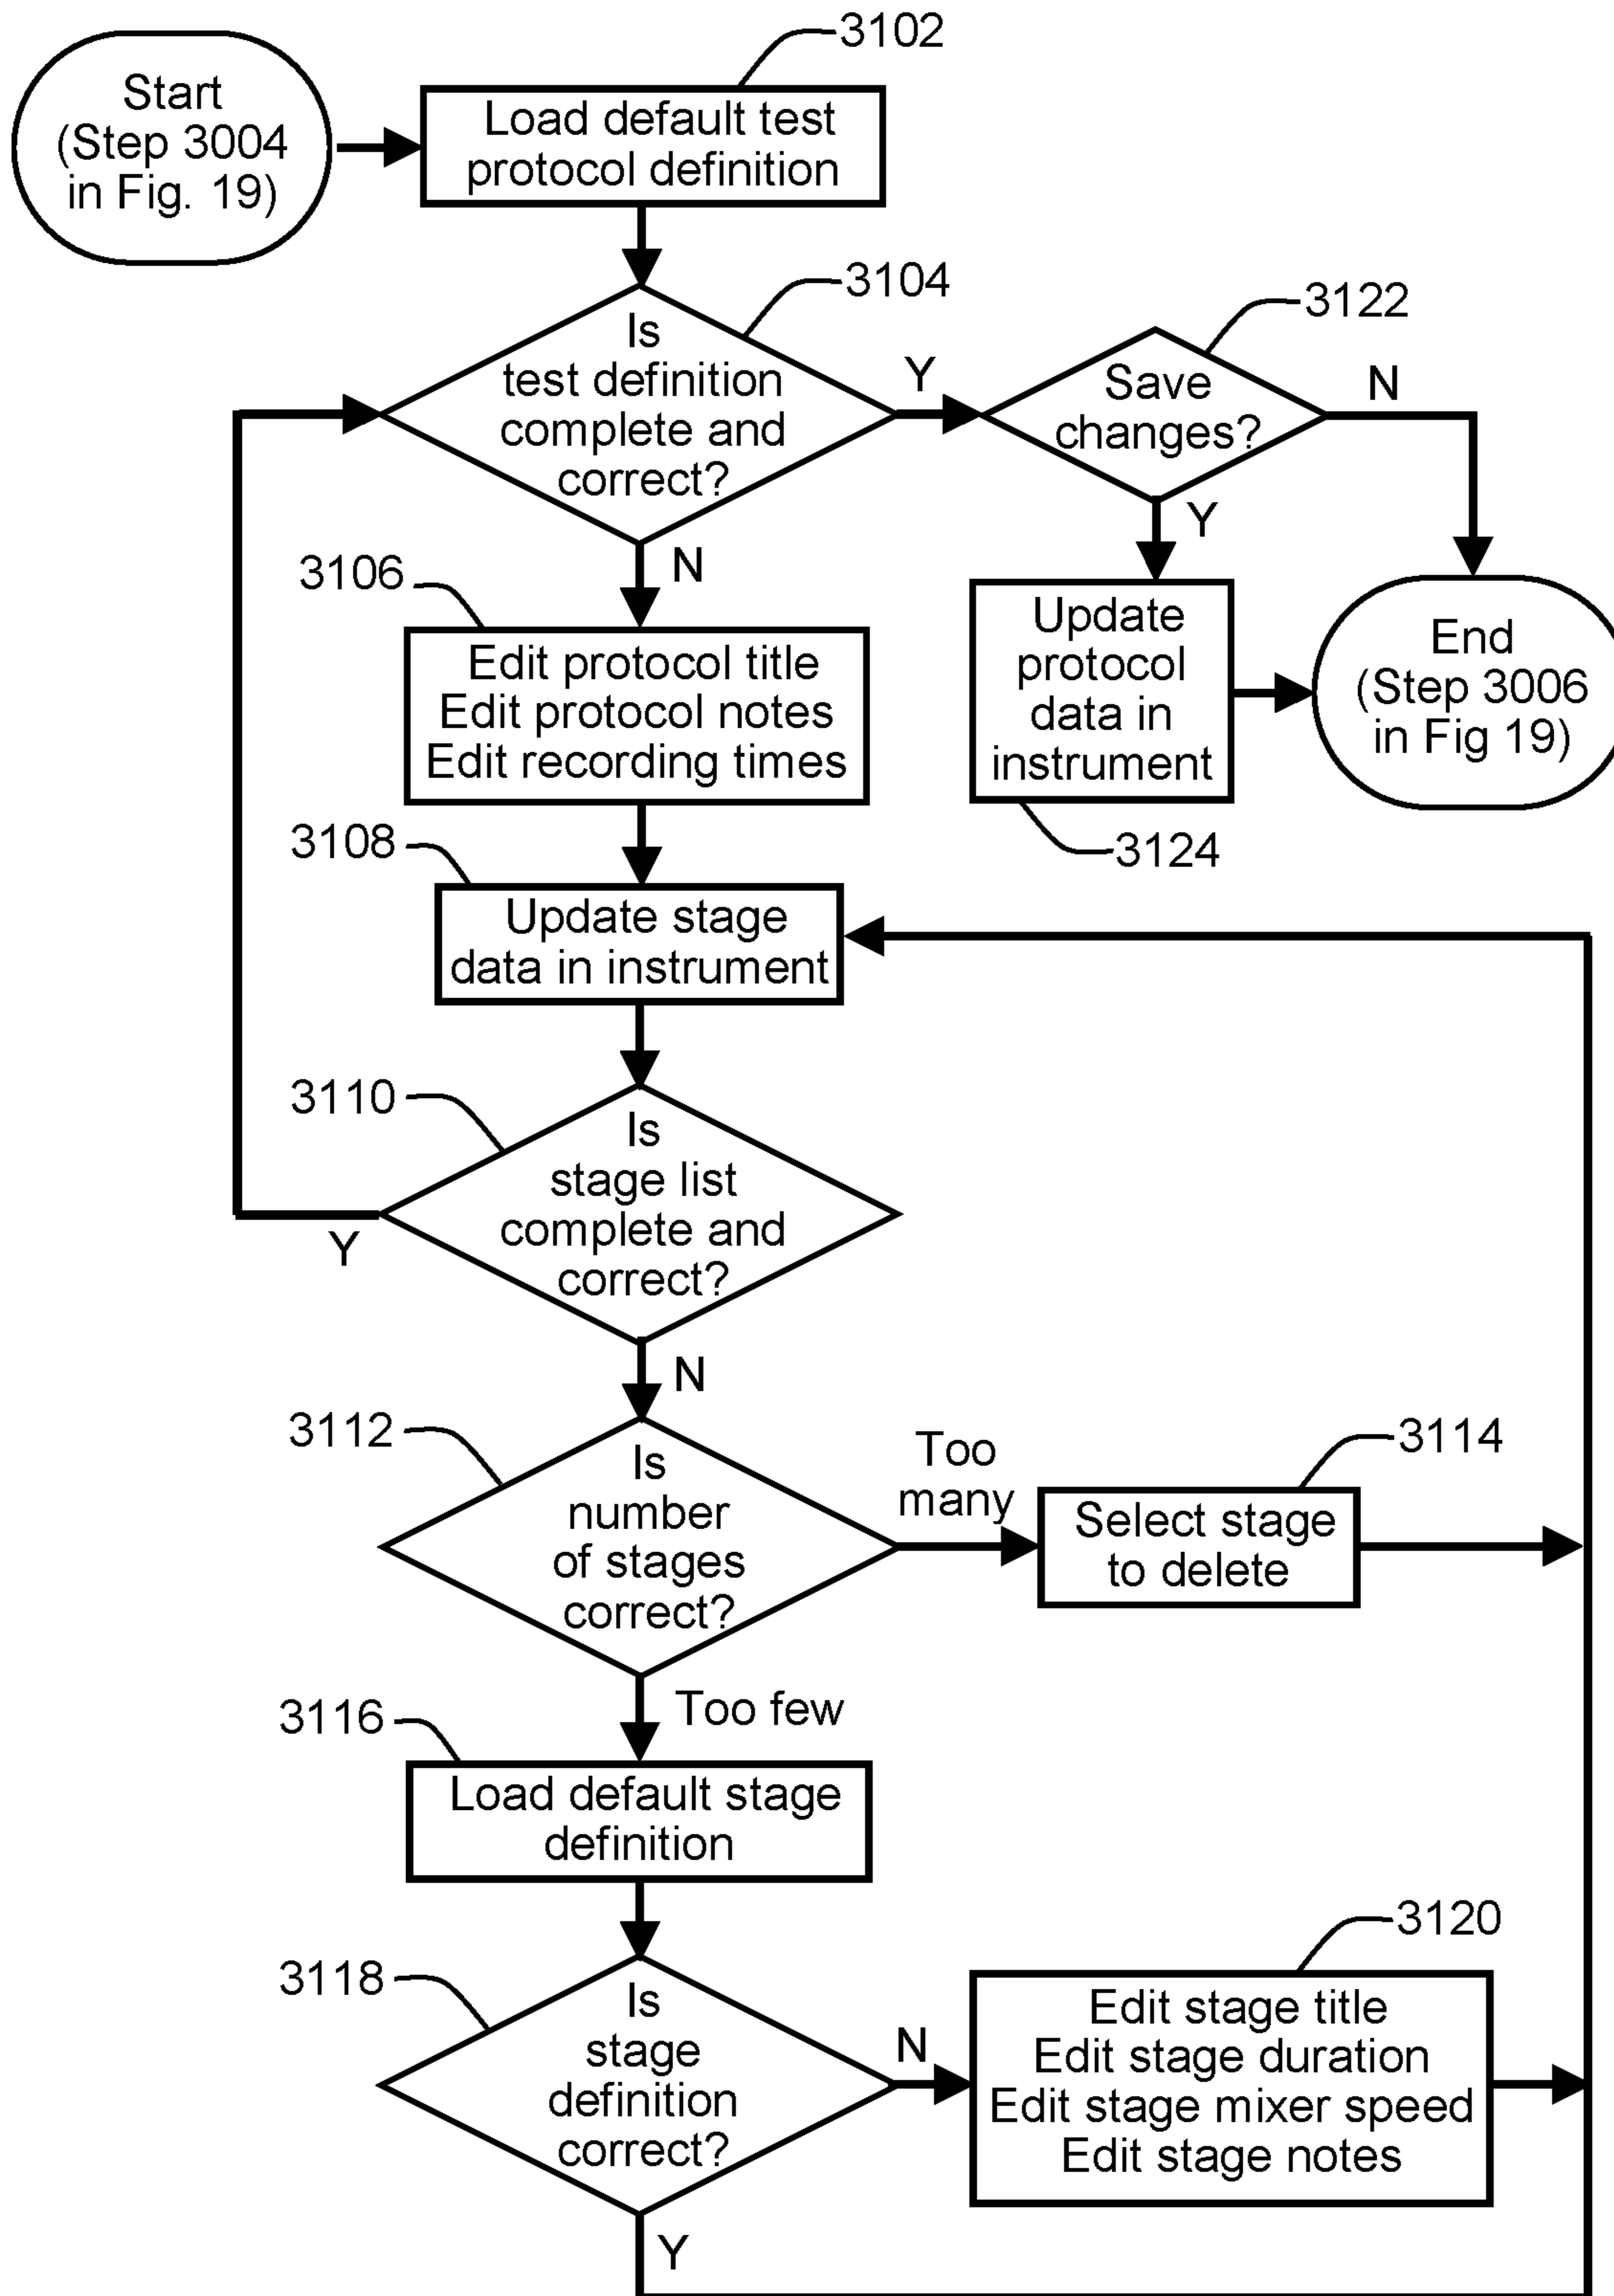 3102
Start
(Step 3004
in Fig. 19)
Load default test
protocol definition
3104
3122
Is
test definition
complete and
correct?
Y
Save
changes?
N
Y
N
3106
Edit protocol title
Edit protocol notes
Edit recording times
Update
protocol
data in
instrument
End
(Step 3006
in Fig 19)
3124
3108
Update stage
data in instrument
3110
Is
stage list
complete and
correct?
Y
N
3112
Is
number
of stages
correct?
Too
many
3114
Select stage
to delete
Too few
3116
Load default stage
definition
3118
Is
stage
definition
correct?
N
3120
Edit stage title
Edit stage duration
Edit stage mixer speed
Edit stage notes
Y